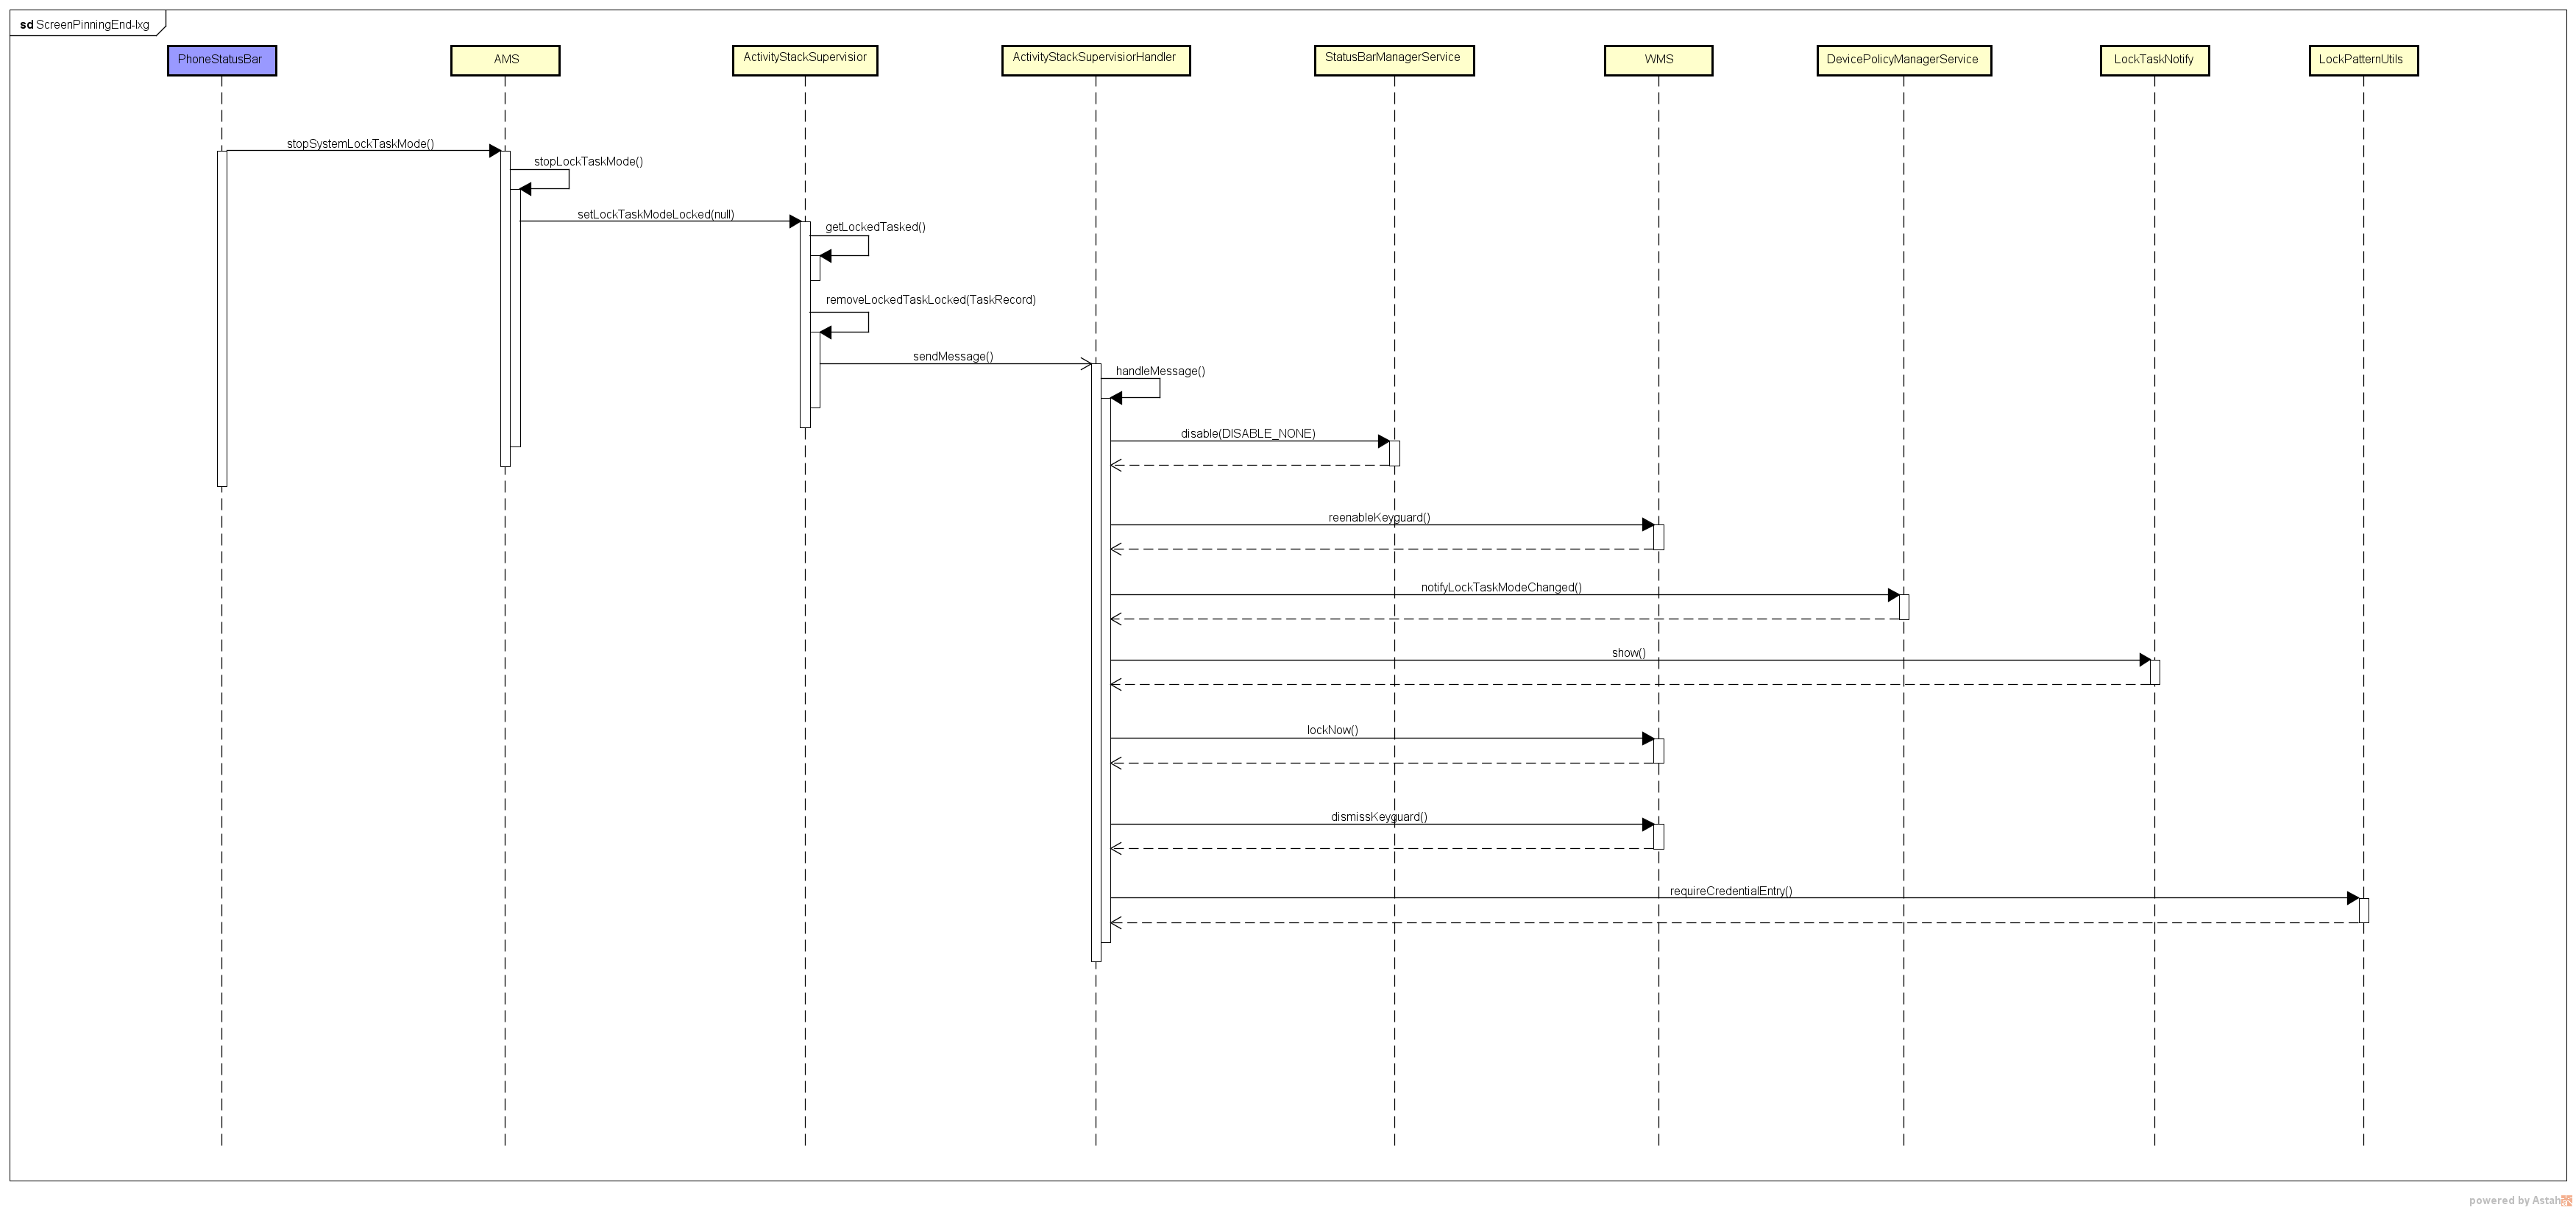 sd ScreenPinningEnd-lxg
PhoneStatusBar
AMS
ActivityStackSupervisior
ActivityStackSupervisiorHandler
StatusBarManagerService
WMS
DevicePolicyManagerService
LockTaskNotify
LockPatternUtils
stopSystemLockTaskMode()
stopLockTaskMode()
setLockTaskModeLocked(null)
getLockedTasked()
removeLockedTaskLocked(TaskRecord)
sendMessage()
handleMessage()
disable(DISABLE_NONE)
reenableKeyguard()
notifyLockTaskModeChanged()
show()
lockNow()
dismissKeyguard()
requireCredentialEntry()
powered by Astah